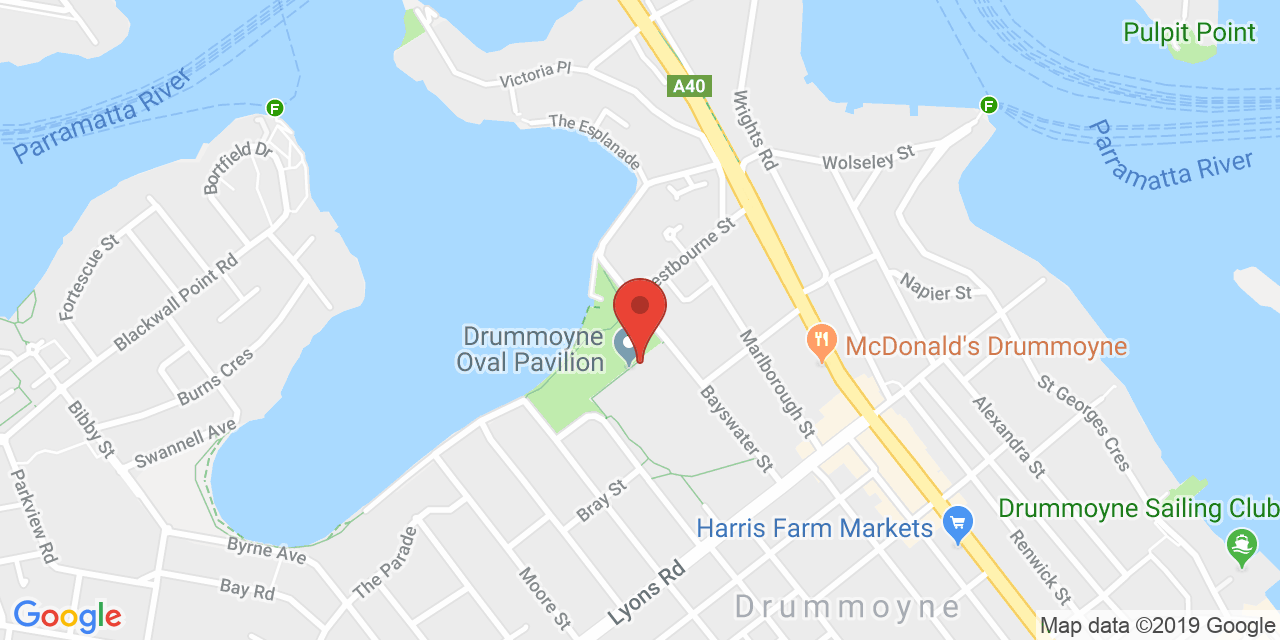 Pulpit Point
Victoria Pl
A40
Parramatta River
F
F
Wrights Rd
The Esplanade
Parramatta River
Bortfield Dr
Wolseley St
estbourne St
Fortescue St
Blackwall Point Rd
Napier St
Drummoyne
Oval Pavilion
McDonald's Drummoyne
Marlborough St
Burns Cres
St Georges Cres
Bayswater St
Alexandra St
Bibby St
Swannell Ave
Parkview Rd
Bray St
Drummoyne Sailing Club
Harris Farm Markets
Byrne Ave
The Parade
Renwick St
Bay Rd
Moore St
Lyons Rd
Drummoyne
Google
Map data ©2019 Google